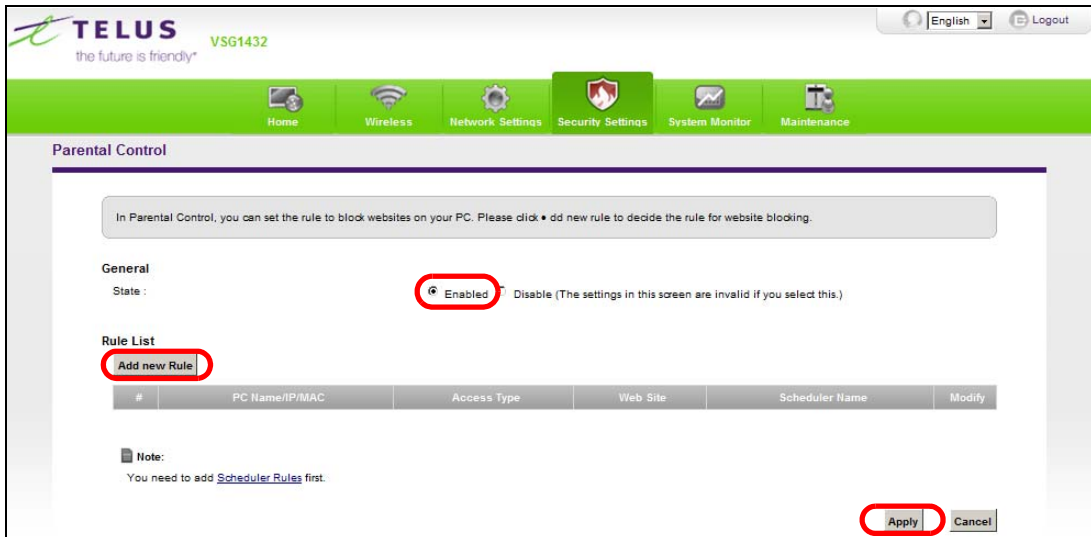 TELUS
the future is friendly*
VSG1432
English
Logout
Home
Wireless
Network Settings
Security Settings
System Monitor
Maintenance
Parental Control
In Parental Control, you can set the rule to block websites on your PC. Please click • dd new rule to decide the rule for website blocking.
General
State :
Enabled
Disable (The settings in this screen are invalid if you select this.)
Rule List
Add new Rule
# PC Name/IP/MAC Access Type Web Site Scheduler Name Modify
Note:
You need to add Scheduler Rules first.
Apply
Cancel